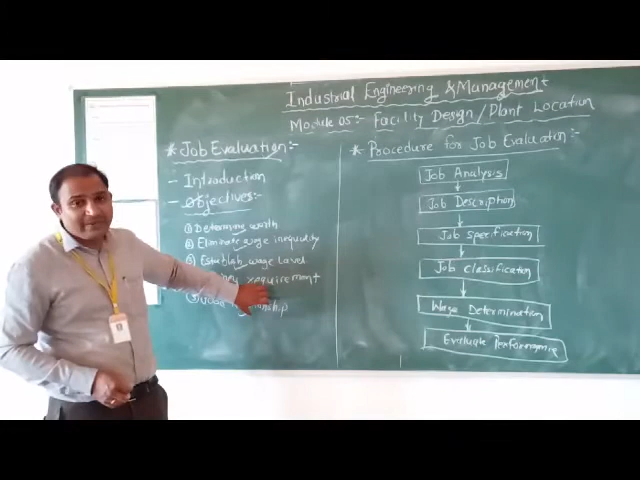 Industrial Engineering & Management
Module 05:- Facility Design/Plant Location
* Job Evaluation:-
- Introduction
- Objectives:-
① Determining worth
② Eliminate wage inequality
③ Establish wage Level
requirement
⑤ Good
* Procedure for Job Evaluation:-
Job Analysis
Job Description
Job specification
Job classification
Wage Determination
Evaluate Performance